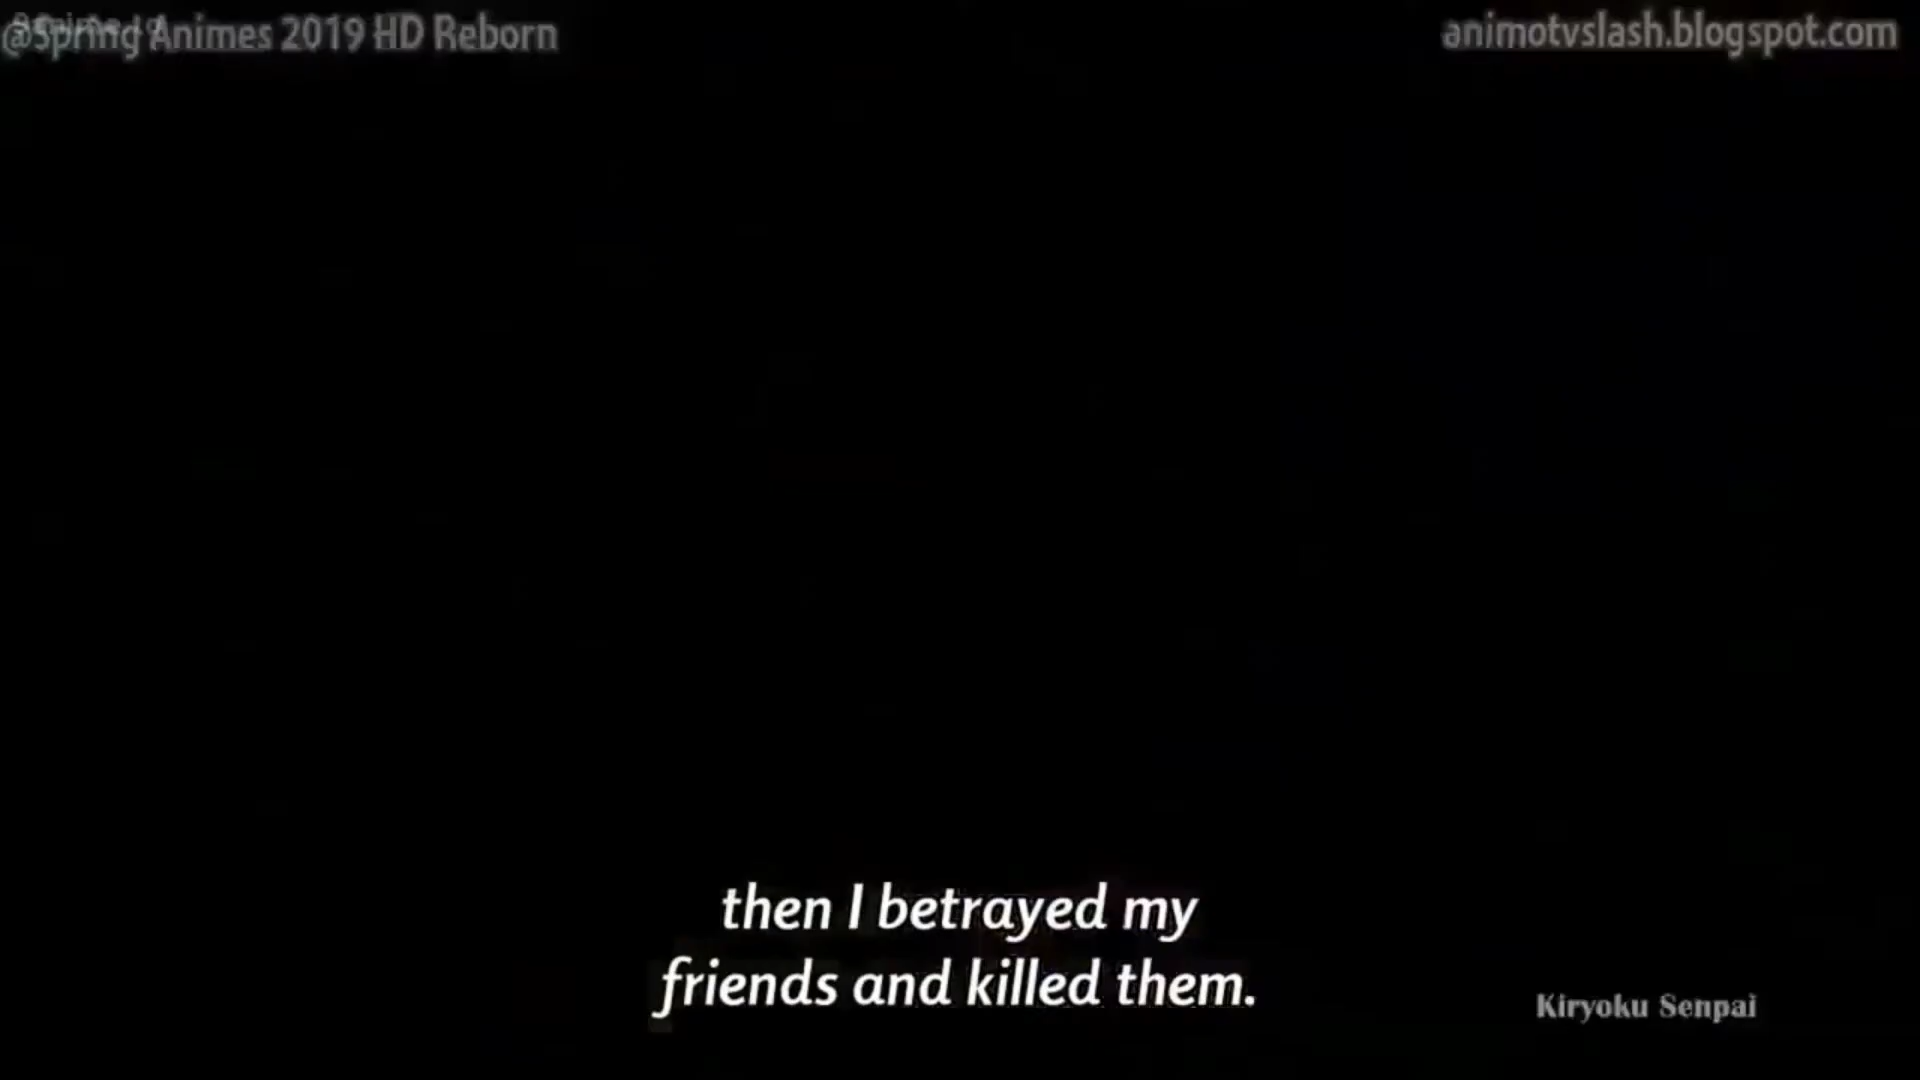 @Spring Animes 2019 HD Reborn
animotvslash.blogspot.com
then I betrayed my
friends and killed them.
Kiryoku Senpai